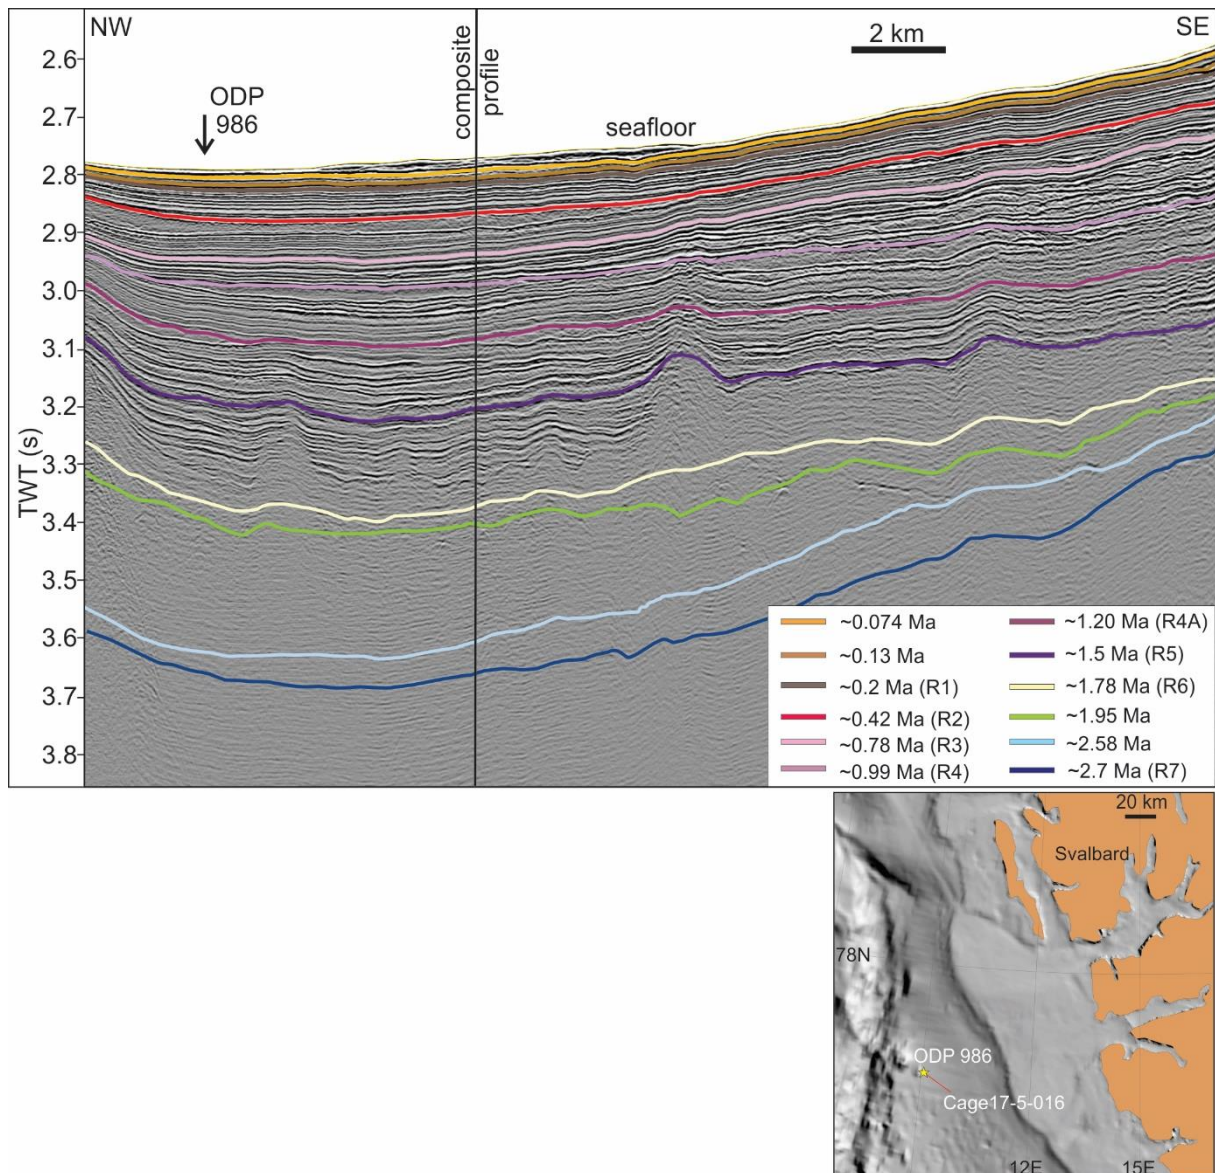 NW
SE
2 km
ODP
986
composite
profile
seafloor
TWT (s)
2.6
2.7
2.8
2.9
3.0
3.1
3.2
3.3
3.4
3.5
3.6
3.7
3.8
~0.074 Ma
~0.13 Ma
~0.2 Ma (R1)
~0.42 Ma (R2)
~0.78 Ma (R3)
~0.99 Ma (R4)
~1.20 Ma (R4A)
~1.5 Ma (R5)
~1.78 Ma (R6)
~1.95 Ma
~2.58 Ma
~2.7 Ma (R7)
20 km
Svalbard
78N
ODP 986
Cage17-5-016
12E
15E